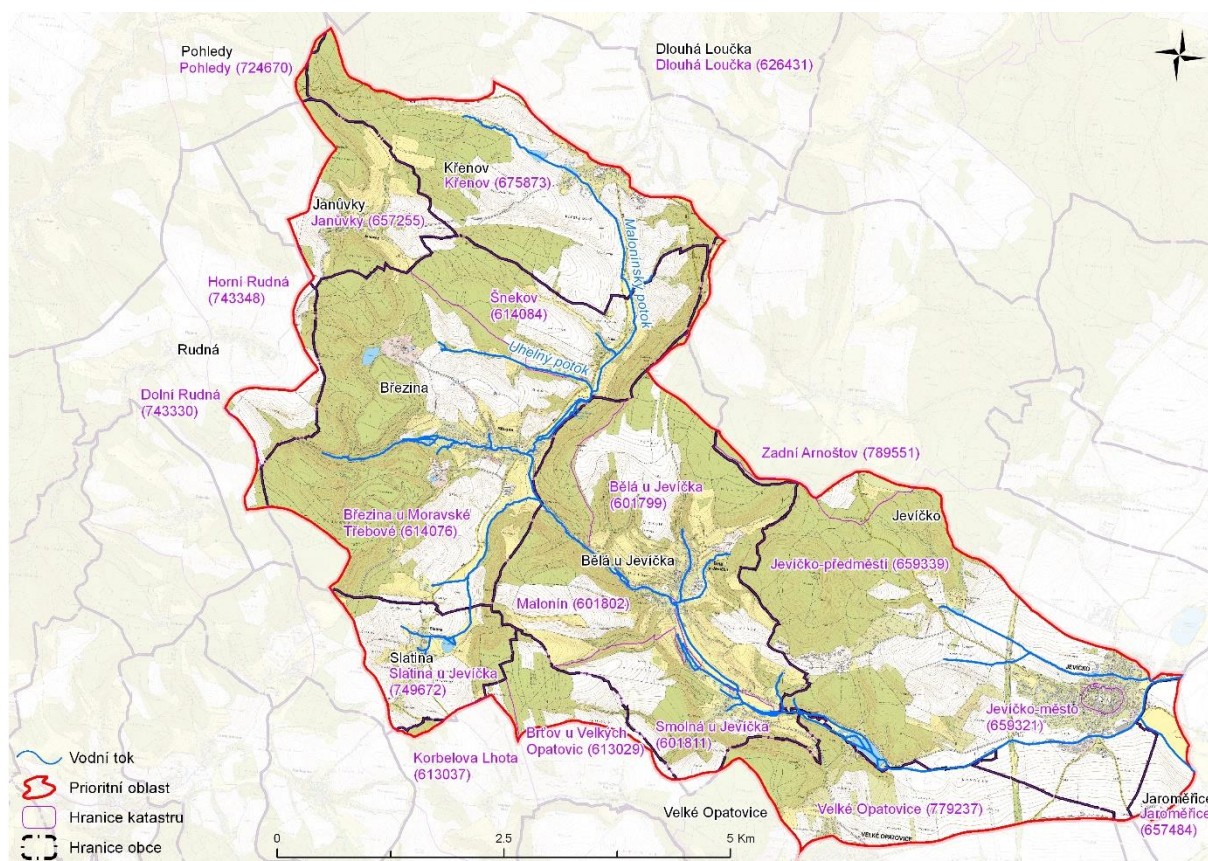 Pohledy
Pohledy (724670)
Dlouhá Loučka
Dlouhá Loučka (626431)
Křenov
Křenov (675873)
Janůvky
Janůvky (657255)
Malonínský potok
Horní Rudná
(743348)
Šnekov
(614084)
Rudná
Uhelný potok
Březina
Dolní Rudná
(743330)
Zadní Arnoštov (789551)
Bělá u Jevíčka
(601799)
Jevíčko
Březina u Moravské
Třebové (614076)
Bělá u Jevíčka
Jevíčko-předměstí (659339)
Malonín (601802)
Slatina
Slatina u Jevíčka
(749672)
JEVÍČKO
Jevíčko-město
(659321)
Smolná u Jevíčka
(601811)
Břťov u Velkých
Opatovic (613029)
Korbelova Lhota
(613037)
Velké Opatovice
Velké Opatovice (779237)
VELKÉ OPATOVICE
Jaroměřice
Jaroměřice
(657484)
Vodní tok
Prioritní oblast
Hranice katastru
Hranice obce
0 2.5 5 Km